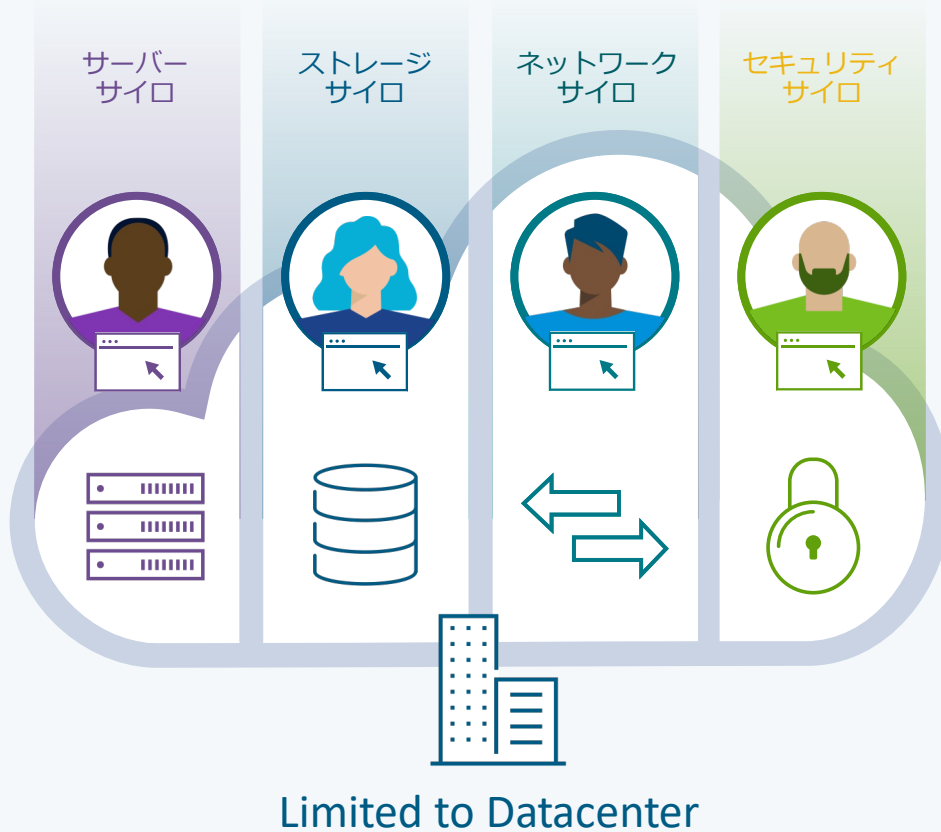 サーバー
サイロ
ストレージ
サイロ
ネットワーク
サイロ
セキュリティ
サイロ
Limited to Datacenter